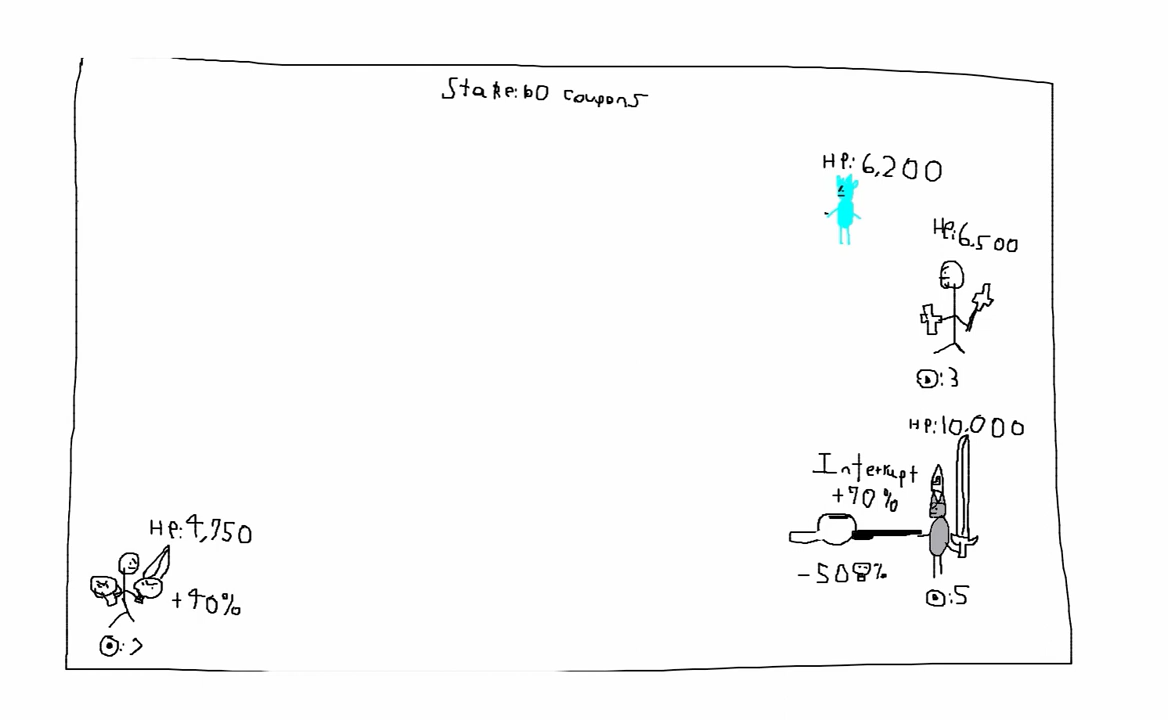 Stake: 60 coupons
HP: 6,200
HP: 6,500
:3
HP: 10,000
Interrupt
+70%
-50%
:5
HP: 4,750
+40%